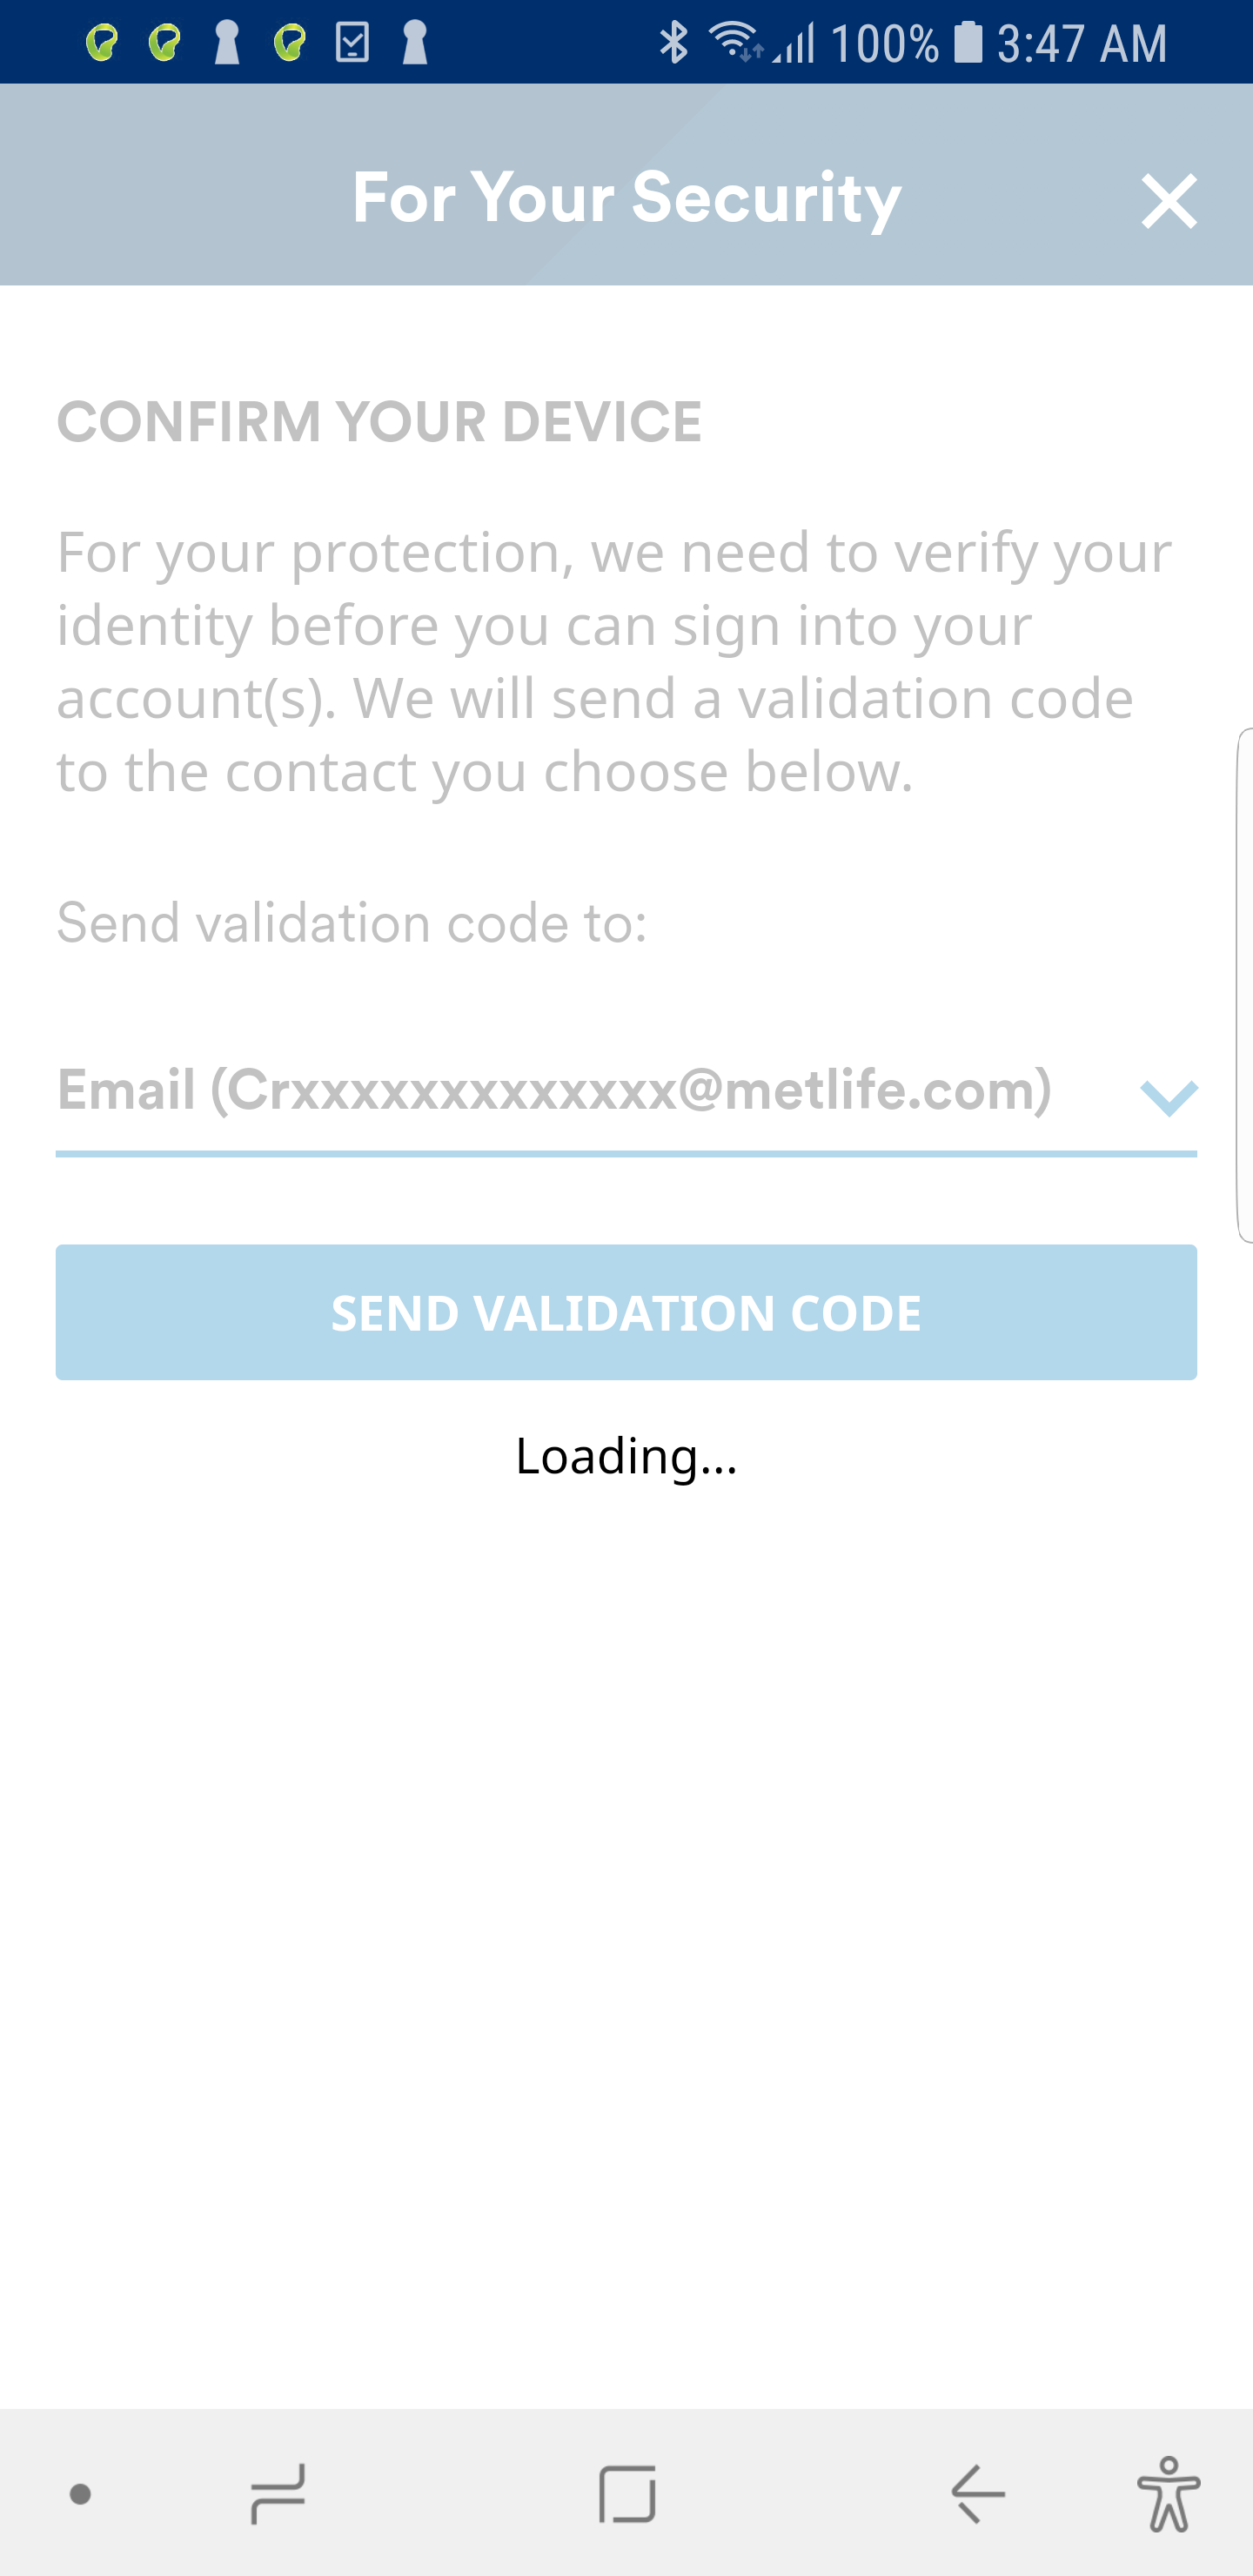 100% 3:47 AM
For Your Security
CONFIRM YOUR DEVICE
For your protection, we need to verify your
identity before you can sign into your
account(s). We will send a validation code
to the contact you choose below.
Send validation code to:
Email (Crxxxxxxxxxxxxx@metlife.com)
SEND VALIDATION CODE
Loading...